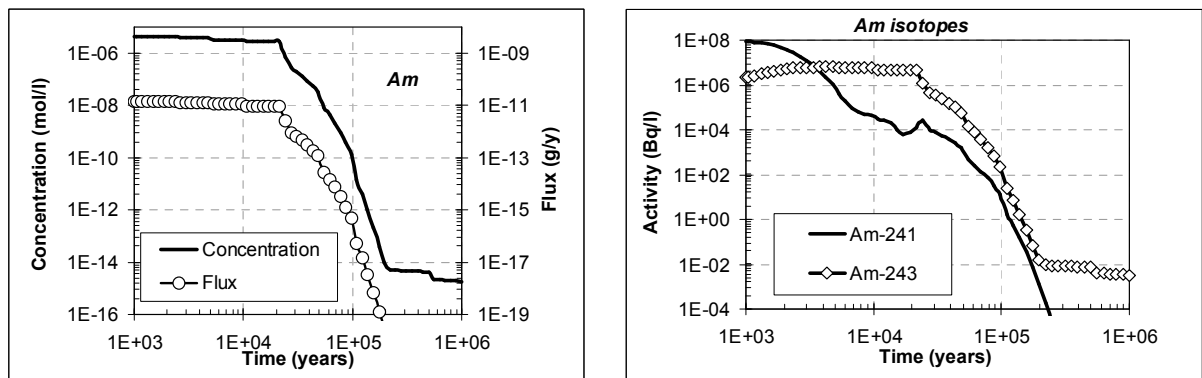 Am
Concentration (mol/l)
1E-06
1E-08
1E-10
1E-12
1E-14
1E-16
1E-09
1E-11
1E-13
1E-15
1E-17
1E-19
Flux (g/y)
Concentration
Flux
1E+03 1E+04 1E+05 1E+06
Time (years)
Am isotopes
Activity (Bq/l)
1E+08
1E+06
1E+04
1E+02
1E+00
1E-02
1E-04
Am-241
Am-243
1E+03 1E+04 1E+05 1E+06
Time (years)